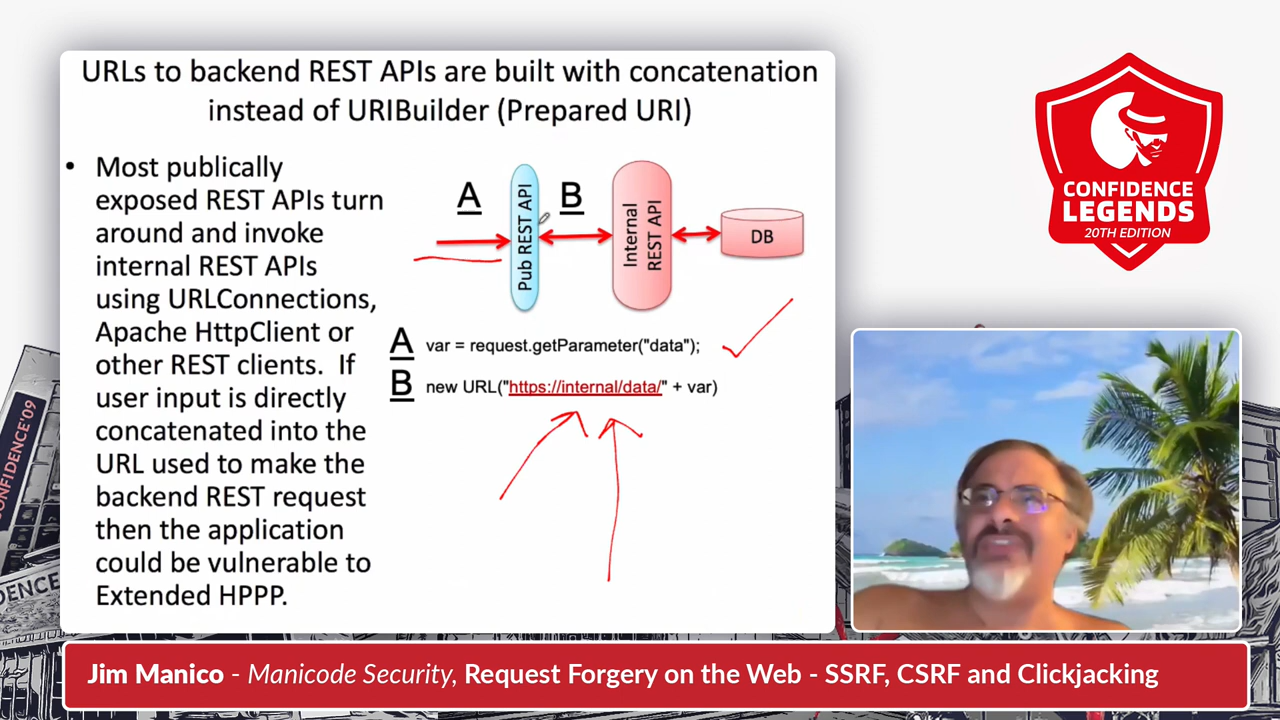 URLs to backend REST APIs are built with concatenation
instead of URIBuilder (Prepared URI)
• Most publically
exposed REST APIs turn
around and invoke
internal REST APIs
using URLConnections,
Apache HttpClient or
other REST clients. If
user input is directly
concatenated into the
URL used to make the
backend REST request
then the application
could be vulnerable to
Extended HPPP.
A
B
Pub REST API
Internal
REST API
DB
A var = request.getParameter("data");
B new URL("https://internal/data/" + var)
CONFIDENCE
LEGENDS
20TH EDITION
CONFIDENCE'09
Jim Manico - Manicode Security, Request Forgery on the Web - SSRF, CSRF and Clickjacking